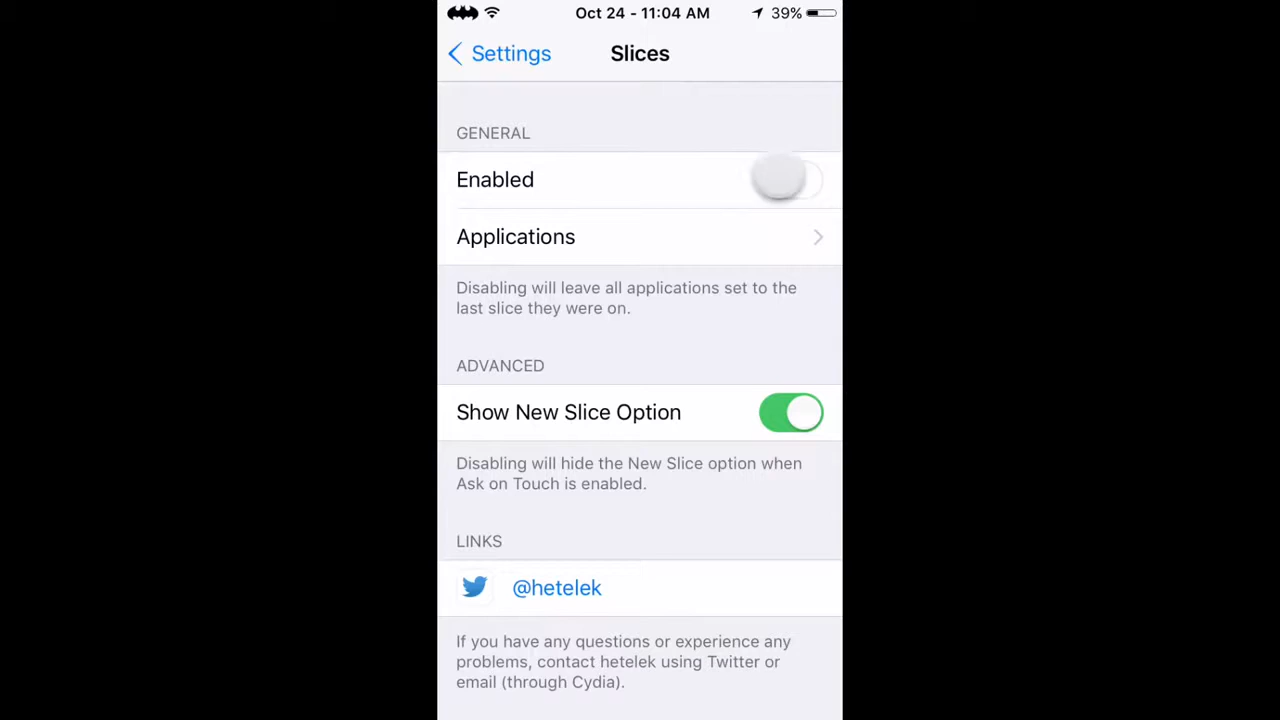 Oct 24 - 11:04 AM 39%
Settings Slices
GENERAL
Enabled
Applications
Disabling will leave all applications set to the
last slice they were on.
ADVANCED
Show New Slice Option
Disabling will hide the New Slice option when
Ask on Touch is enabled.
LINKS
@hetelek
If you have any questions or experience any
problems, contact hetelek using Twitter or
email (through Cydia).